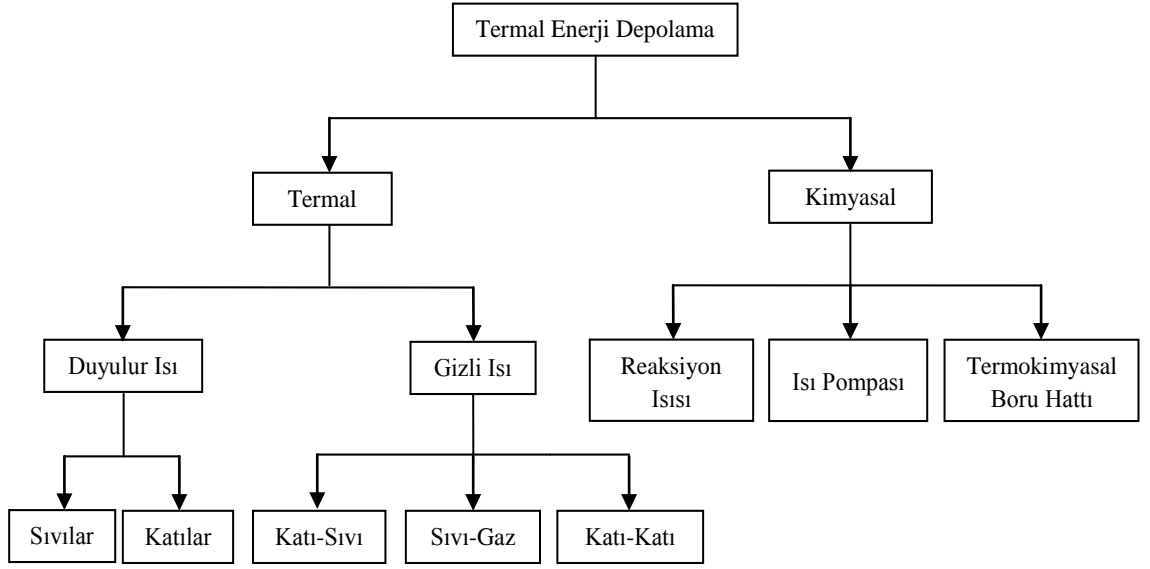 Termal Enerji Depolama
Termal
Kimyasal
Duyulur Isı
Gizli Isı
Reaksiyon
Isısı
Isı Pompası
Termokimyasal
Boru Hattı
Sıvılar
Katılar
Katı-Sıvı
Sıvı-Gaz
Katı-Katı